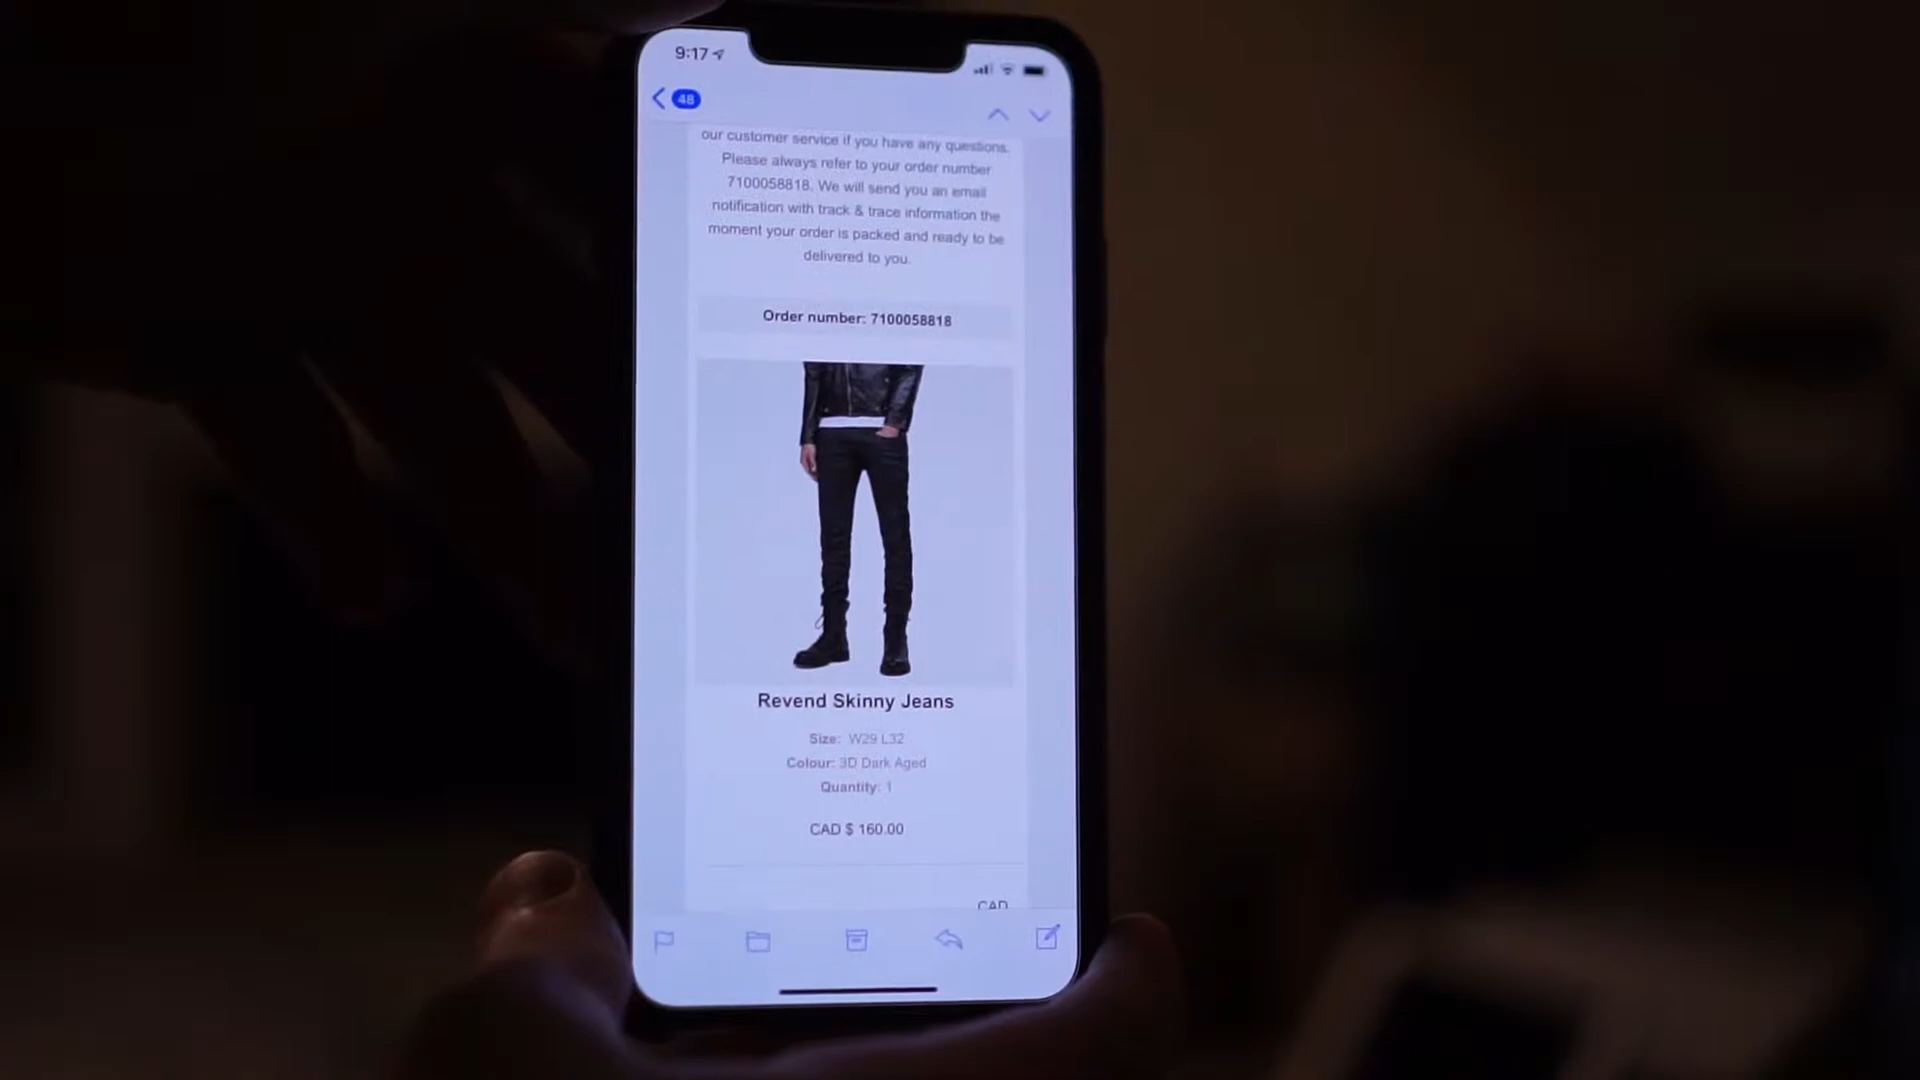 9:17
48
our customer service if you have any questions.
Please always refer to your order number
7100058818. We will send you an email
notification with track & trace information the
moment your order is packed and ready to be
delivered to you.
Order number: 7100058818
Revend Skinny Jeans
Size: W29 L32
Colour: 3D Dark Aged
Quantity: 1
CAD $ 160.00
CAD